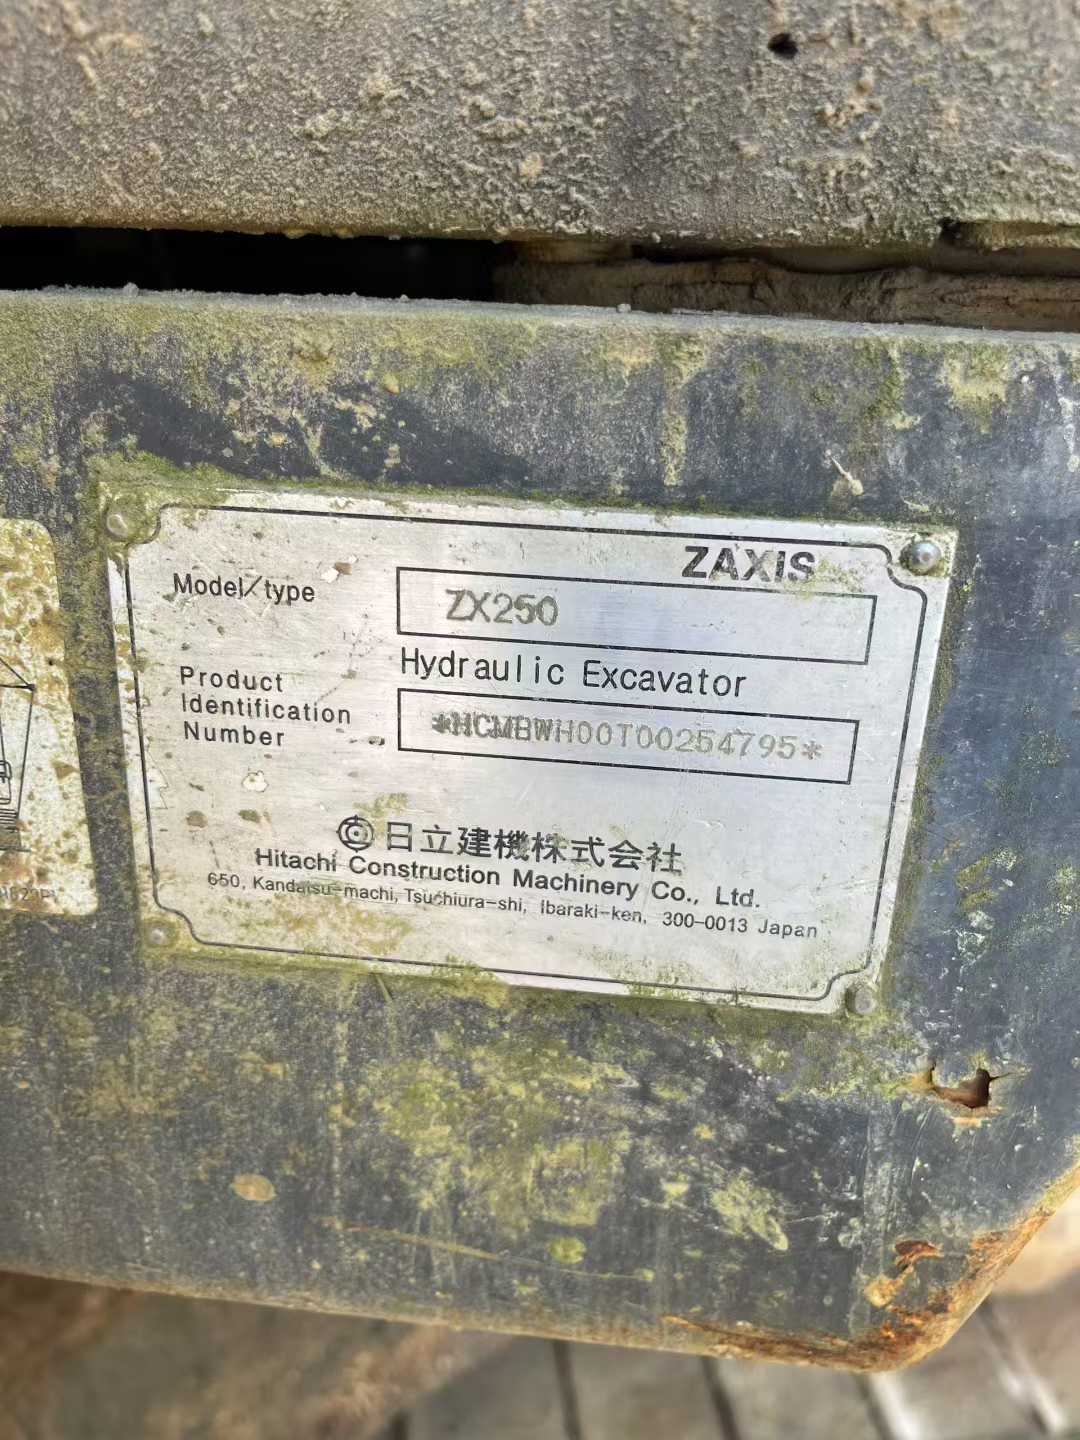 ZAXIS
Model/type
ZX250
Hydraulic Excavator
Product
Identification
Number
*HCMBWH00T00254795*
日立建機株式会社
Hitachi Construction Machinery Co., Ltd.
650, Kandatsu-machi, Tsuchiura-shi, Ibaraki-ken, 300-0013 Japan